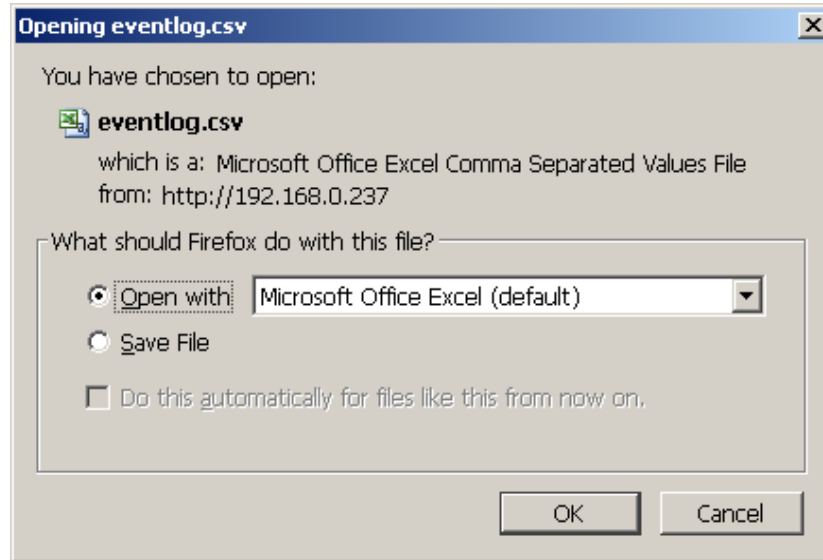 Opening eventlog.csv
You have chosen to open:
eventlog.csv
which is a: Microsoft Office Excel Comma Separated Values File
from: http://192.168.0.237
What should Firefox do with this file?
Open with Microsoft Office Excel (default)
Save File
Do this automatically for files like this from now on.
OK Cancel